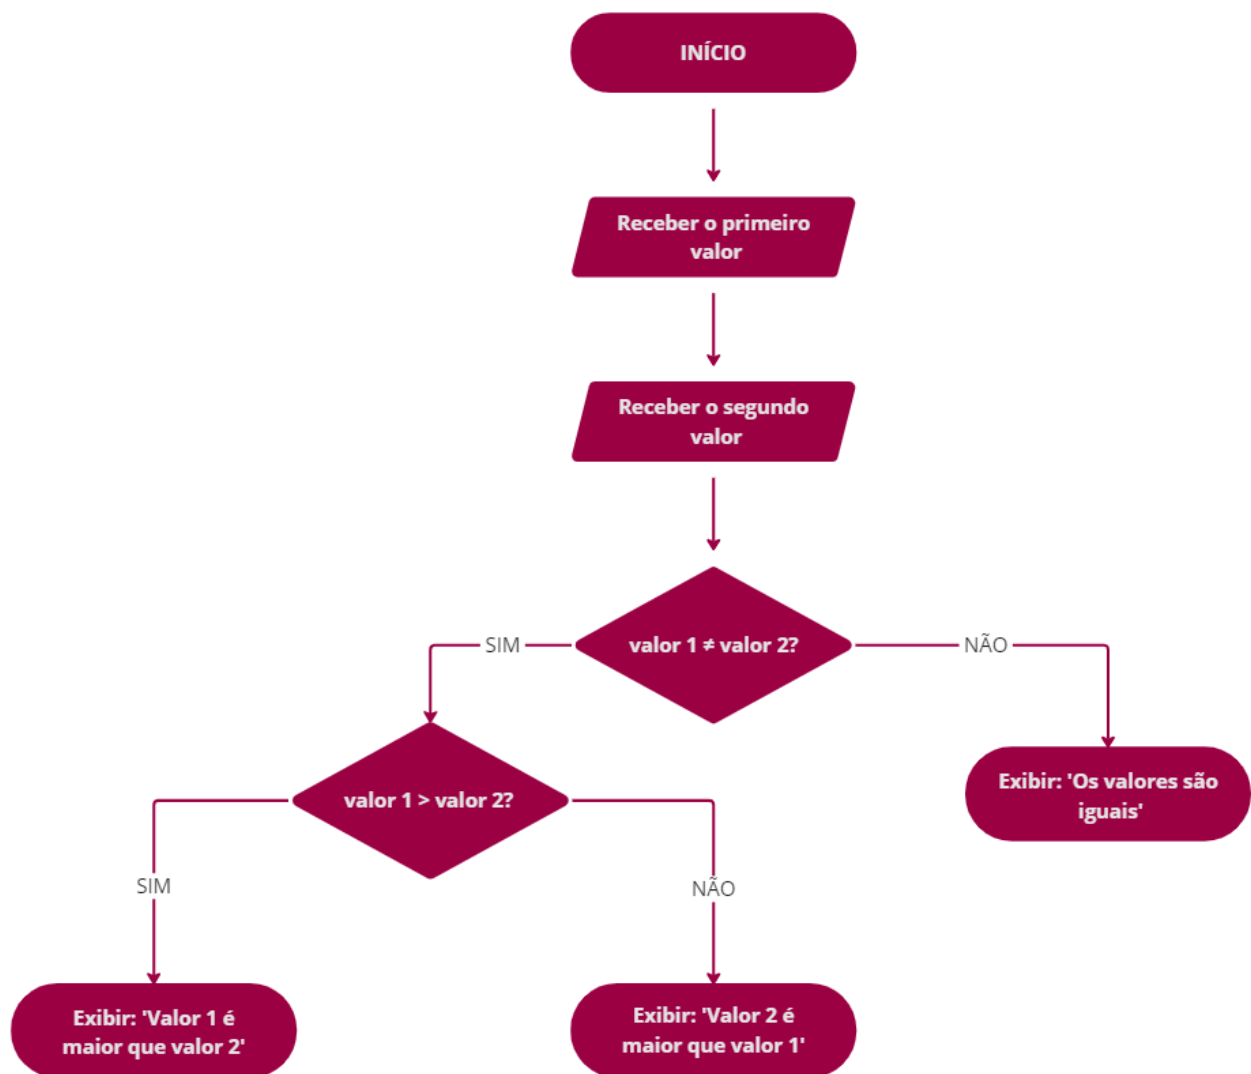 INÍCIO
Receber o primeiro
valor
Receber o segundo
valor
valor 1 ≠ valor 2?
SIM
NÃO
valor 1 > valor 2?
Exibir: 'Os valores são
iguais'
SIM
NÃO
Exibir: 'Valor 1 é
maior que valor 2'
Exibir: 'Valor 2 é
maior que valor 1'